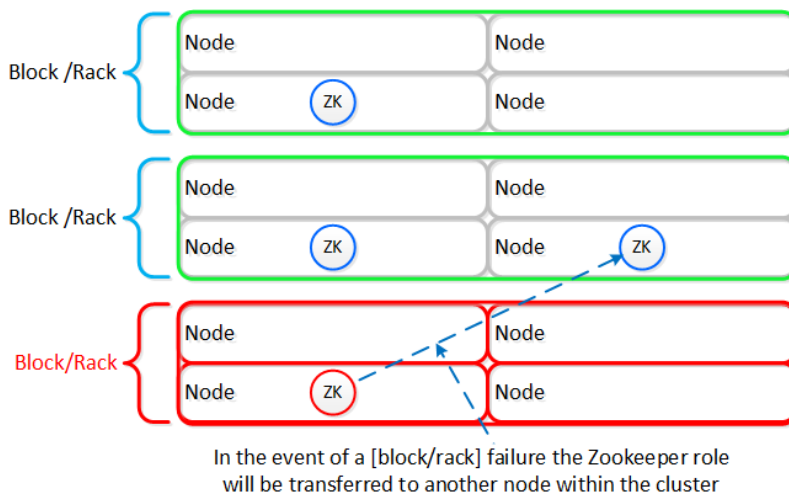 Node Node
Block /Rack
Node ZK Node
Node Node
Block /Rack
Node ZK Node ZK
Node Node
Block/Rack
Node ZK Node
In the event of a [block/rack] failure the Zookeeper role
will be transferred to another node within the cluster